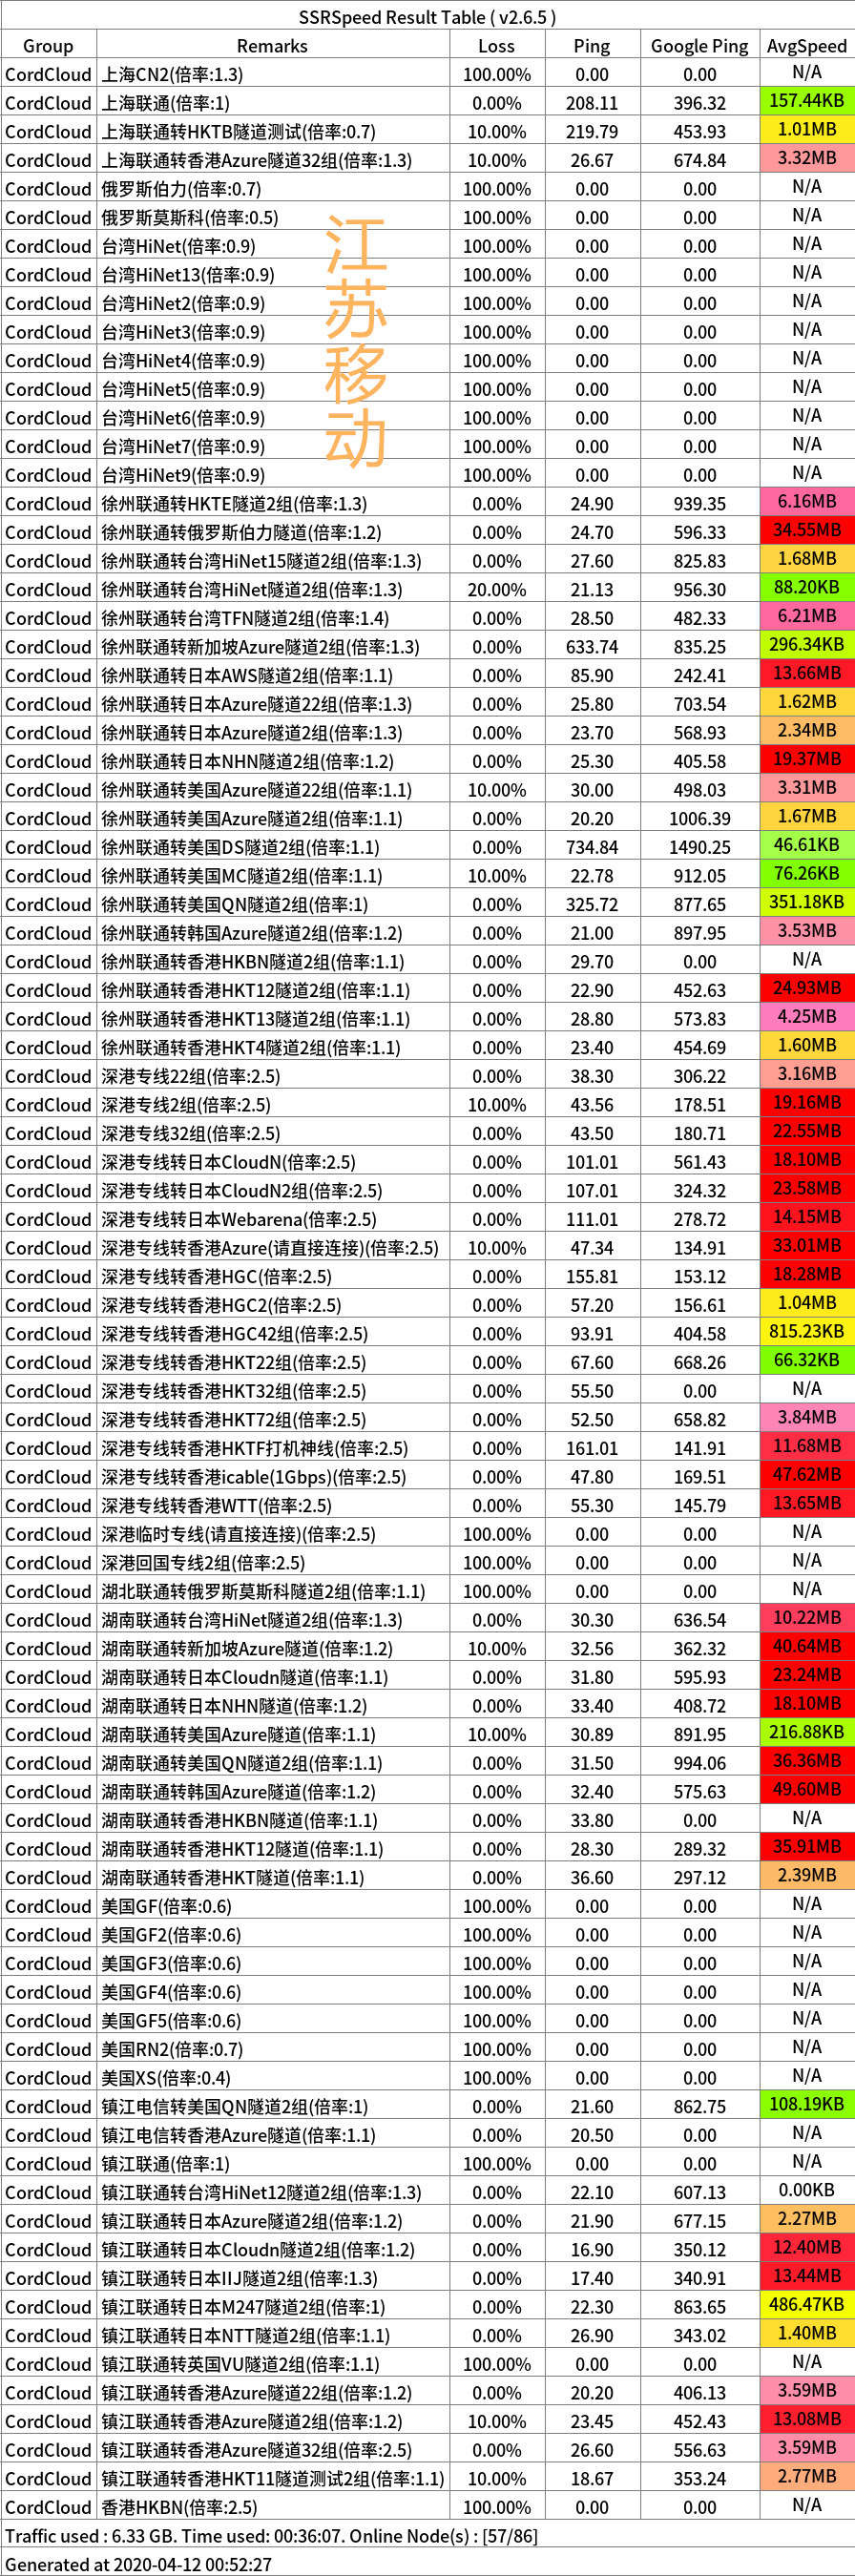 SSRSpeed Result Table ( v2.6.5 )
Group Remarks Loss Ping Google Ping AvgSpeed
CordCloud 上海CN2(倍率:1.3) 100.00% 0.00 0.00 N/A
CordCloud 上海联通(倍率:1) 0.00% 208.11 396.32 157.44KB
CordCloud 上海联通转HKTB隧道测试(倍率:0.7) 10.00% 219.79 453.93 1.01MB
CordCloud 上海联通转香港Azure隧道32组(倍率:1.3) 10.00% 26.67 674.84 3.32MB
CordCloud 俄罗斯伯力(倍率:0.7) 100.00% 0.00 0.00 N/A
CordCloud 俄罗斯莫斯科(倍率:0.5) 100.00% 0.00 0.00 N/A
CordCloud 台湾HiNet(倍率:0.9) 100.00% 0.00 0.00 N/A
CordCloud 台湾HiNet13(倍率:0.9) 100.00% 0.00 0.00 N/A
CordCloud 台湾HiNet2(倍率:0.9) 100.00% 0.00 0.00 N/A
CordCloud 台湾HiNet3(倍率:0.9) 100.00% 0.00 0.00 N/A
CordCloud 台湾HiNet4(倍率:0.9) 100.00% 0.00 0.00 N/A
CordCloud 台湾HiNet5(倍率:0.9) 100.00% 0.00 0.00 N/A
CordCloud 台湾HiNet6(倍率:0.9) 100.00% 0.00 0.00 N/A
CordCloud 台湾HiNet7(倍率:0.9) 100.00% 0.00 0.00 N/A
CordCloud 台湾HiNet9(倍率:0.9) 100.00% 0.00 0.00 N/A
江苏移动
CordCloud 徐州联通转HKTE隧道2组(倍率:1.3) 0.00% 24.90 939.35 6.16MB
CordCloud 徐州联通转俄罗斯伯力隧道(倍率:1.2) 0.00% 24.70 596.33 34.55MB
CordCloud 徐州联通转台湾HiNet15隧道2组(倍率:1.3) 0.00% 27.60 825.83 1.68MB
CordCloud 徐州联通转台湾HiNet隧道2组(倍率:1.3) 20.00% 21.13 956.30 88.20KB
CordCloud 徐州联通转台湾TFN隧道2组(倍率:1.4) 0.00% 28.50 482.33 6.21MB
CordCloud 徐州联通转新加坡Azure隧道2组(倍率:1.3) 0.00% 633.74 835.25 296.34KB
CordCloud 徐州联通转日本AWS隧道2组(倍率:1.1) 0.00% 85.90 242.41 13.66MB
CordCloud 徐州联通转日本Azure隧道22组(倍率:1.3) 0.00% 25.80 703.54 1.62MB
CordCloud 徐州联通转日本Azure隧道2组(倍率:1.3) 0.00% 23.70 568.93 2.34MB
CordCloud 徐州联通转日本NHN隧道2组(倍率:1.2) 0.00% 25.30 405.58 19.37MB
CordCloud 徐州联通转美国Azure隧道22组(倍率:1.1) 10.00% 30.00 498.03 3.31MB
CordCloud 徐州联通转美国Azure隧道2组(倍率:1.1) 0.00% 20.20 1006.39 1.67MB
CordCloud 徐州联通转美国DS隧道2组(倍率:1.1) 0.00% 734.84 1490.25 46.61KB
CordCloud 徐州联通转美国MC隧道2组(倍率:1.1) 10.00% 22.78 912.05 76.26KB
CordCloud 徐州联通转美国QN隧道2组(倍率:1) 0.00% 325.72 877.65 351.18KB
CordCloud 徐州联通转韩国Azure隧道2组(倍率:1.2) 0.00% 21.00 897.95 3.53MB
CordCloud 徐州联通转香港HKBN隧道2组(倍率:1.1) 0.00% 29.70 0.00 N/A
CordCloud 徐州联通转香港HKT12隧道2组(倍率:1.1) 0.00% 22.90 452.63 24.93MB
CordCloud 徐州联通转香港HKT13隧道2组(倍率:1.1) 0.00% 28.80 573.83 4.25MB
CordCloud 徐州联通转香港HKT4隧道2组(倍率:1.1) 0.00% 23.40 454.69 1.60MB
CordCloud 深港专线22组(倍率:2.5) 0.00% 38.30 306.22 3.16MB
CordCloud 深港专线2组(倍率:2.5) 10.00% 43.56 178.51 19.16MB
CordCloud 深港专线32组(倍率:2.5) 0.00% 43.50 180.71 22.55MB
CordCloud 深港专线转日本CloudN(倍率:2.5) 0.00% 101.01 561.43 18.10MB
CordCloud 深港专线转日本CloudN2组(倍率:2.5) 0.00% 107.01 324.32 23.58MB
CordCloud 深港专线转日本Webarena(倍率:2.5) 0.00% 111.01 278.72 14.15MB
CordCloud 深港专线转香港Azure(请直接连接)(倍率:2.5) 10.00% 47.34 134.91 33.01MB
CordCloud 深港专线转香港HGC(倍率:2.5) 0.00% 155.81 153.12 18.28MB
CordCloud 深港专线转香港HGC2(倍率:2.5) 0.00% 57.20 156.61 1.04MB
CordCloud 深港专线转香港HGC42组(倍率:2.5) 0.00% 93.91 404.58 815.23KB
CordCloud 深港专线转香港HKT22组(倍率:2.5) 0.00% 67.60 668.26 66.32KB
CordCloud 深港专线转香港HKT32组(倍率:2.5) 0.00% 55.50 0.00 N/A
CordCloud 深港专线转香港HKT72组(倍率:2.5) 0.00% 52.50 658.82 3.84MB
CordCloud 深港专线转香港HKTF打机神线(倍率:2.5) 0.00% 161.01 141.91 11.68MB
CordCloud 深港专线转香港icable(1Gbps)(倍率:2.5) 0.00% 47.80 169.51 47.62MB
CordCloud 深港专线转香港WTT(倍率:2.5) 0.00% 55.30 145.79 13.65MB
CordCloud 深港临时专线(请直接连接)(倍率:2.5) 100.00% 0.00 0.00 N/A
CordCloud 深港回国专线2组(倍率:2.5) 100.00% 0.00 0.00 N/A
CordCloud 湖北联通转俄罗斯莫斯科隧道2组(倍率:1.1) 100.00% 0.00 0.00 N/A
CordCloud 湖南联通转台湾HiNet隧道2组(倍率:1.3) 0.00% 30.30 636.54 10.22MB
CordCloud 湖南联通转新加坡Azure隧道(倍率:1.2) 10.00% 32.56 362.32 40.64MB
CordCloud 湖南联通转日本Cloudn隧道(倍率:1.1) 0.00% 31.80 595.93 23.24MB
CordCloud 湖南联通转日本NHN隧道(倍率:1.2) 0.00% 33.40 408.72 18.10MB
CordCloud 湖南联通转美国Azure隧道(倍率:1.1) 10.00% 30.89 891.95 216.88KB
CordCloud 湖南联通转美国QN隧道2组(倍率:1.1) 0.00% 31.50 994.06 36.36MB
CordCloud 湖南联通转韩国Azure隧道(倍率:1.2) 0.00% 32.40 575.63 49.60MB
CordCloud 湖南联通转香港HKBN隧道(倍率:1.1) 0.00% 33.80 0.00 N/A
CordCloud 湖南联通转香港HKT12隧道(倍率:1.1) 0.00% 28.30 289.32 35.91MB
CordCloud 湖南联通转香港HKT隧道(倍率:1.1) 0.00% 36.60 297.12 2.39MB
CordCloud 美国GF(倍率:0.6) 100.00% 0.00 0.00 N/A
CordCloud 美国GF2(倍率:0.6) 100.00% 0.00 0.00 N/A
CordCloud 美国GF3(倍率:0.6) 100.00% 0.00 0.00 N/A
CordCloud 美国GF4(倍率:0.6) 100.00% 0.00 0.00 N/A
CordCloud 美国GF5(倍率:0.6) 100.00% 0.00 0.00 N/A
CordCloud 美国RN2(倍率:0.7) 100.00% 0.00 0.00 N/A
CordCloud 美国XS(倍率:0.4) 100.00% 0.00 0.00 N/A
CordCloud 镇江电信转美国QN隧道2组(倍率:1) 0.00% 21.60 862.75 108.19KB
CordCloud 镇江电信转香港Azure隧道(倍率:1.1) 0.00% 20.50 0.00 N/A
CordCloud 镇江联通(倍率:1) 100.00% 0.00 0.00 N/A
CordCloud 镇江联通转台湾HiNet12隧道2组(倍率:1.3) 0.00% 22.10 607.13 0.00KB
CordCloud 镇江联通转日本Azure隧道2组(倍率:1.2) 0.00% 21.90 677.15 2.27MB
CordCloud 镇江联通转日本Cloudn隧道2组(倍率:1.2) 0.00% 16.90 350.12 12.40MB
CordCloud 镇江联通转日本IIJ隧道2组(倍率:1.3) 0.00% 17.40 340.91 13.44MB
CordCloud 镇江联通转日本M247隧道2组(倍率:1) 0.00% 22.30 863.65 486.47KB
CordCloud 镇江联通转日本NTT隧道2组(倍率:1.1) 0.00% 26.90 343.02 1.40MB
CordCloud 镇江联通转英国VU隧道2组(倍率:1.1) 100.00% 0.00 0.00 N/A
CordCloud 镇江联通转香港Azure隧道22组(倍率:1.2) 0.00% 20.20 406.13 3.59MB
CordCloud 镇江联通转香港Azure隧道2组(倍率:1.2) 10.00% 23.45 452.43 13.08MB
CordCloud 镇江联通转香港Azure隧道32组(倍率:2.5) 0.00% 26.60 556.63 3.59MB
CordCloud 镇江联通转香港HKT11隧道测试2组(倍率:1.1) 10.00% 18.67 353.24 2.77MB
CordCloud 香港HKBN(倍率:2.5) 100.00% 0.00 0.00 N/A
Traffic used : 6.33 GB. Time used: 00:36:07. Online Node(s) : [57/86]
Generated at 2020-04-12 00:52:27